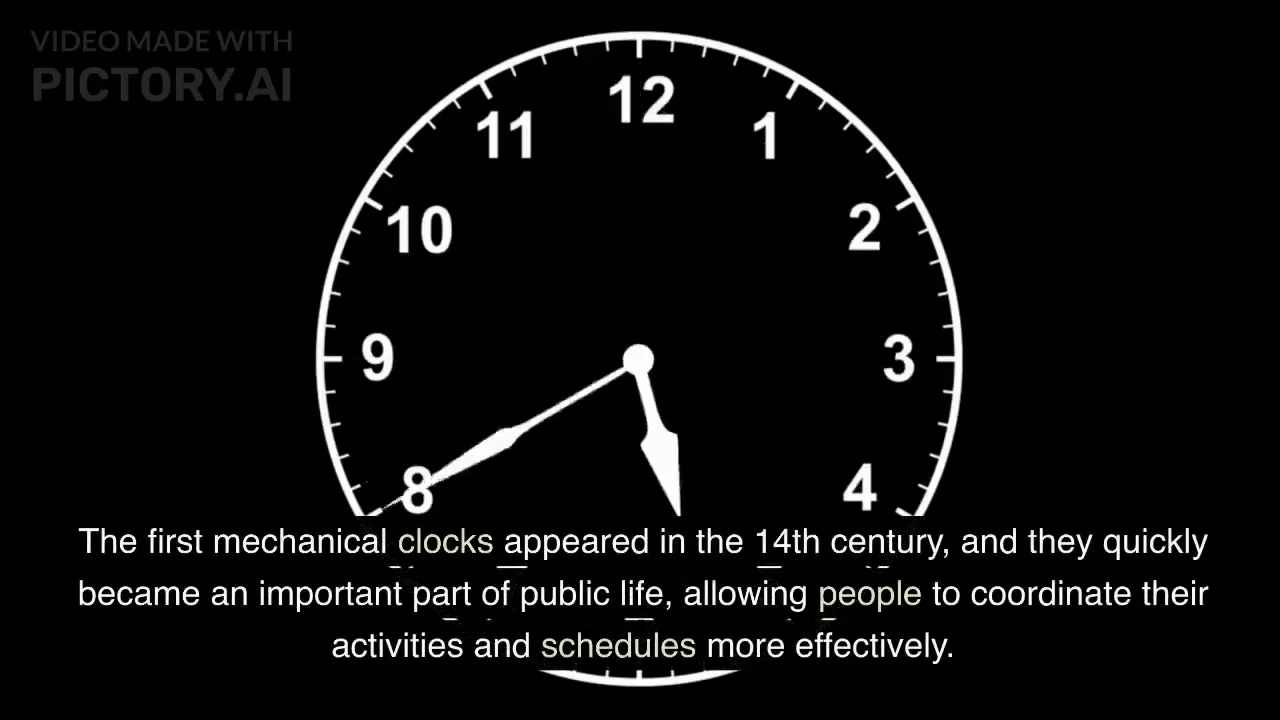 VIDEO MADE WITH
PICTORY.AI
12
11
1
10
2
9
3
8
4
The first mechanical clocks appeared in the 14th century, and they quickly
became an important part of public life, allowing people to coordinate their
activities and schedules more effectively.